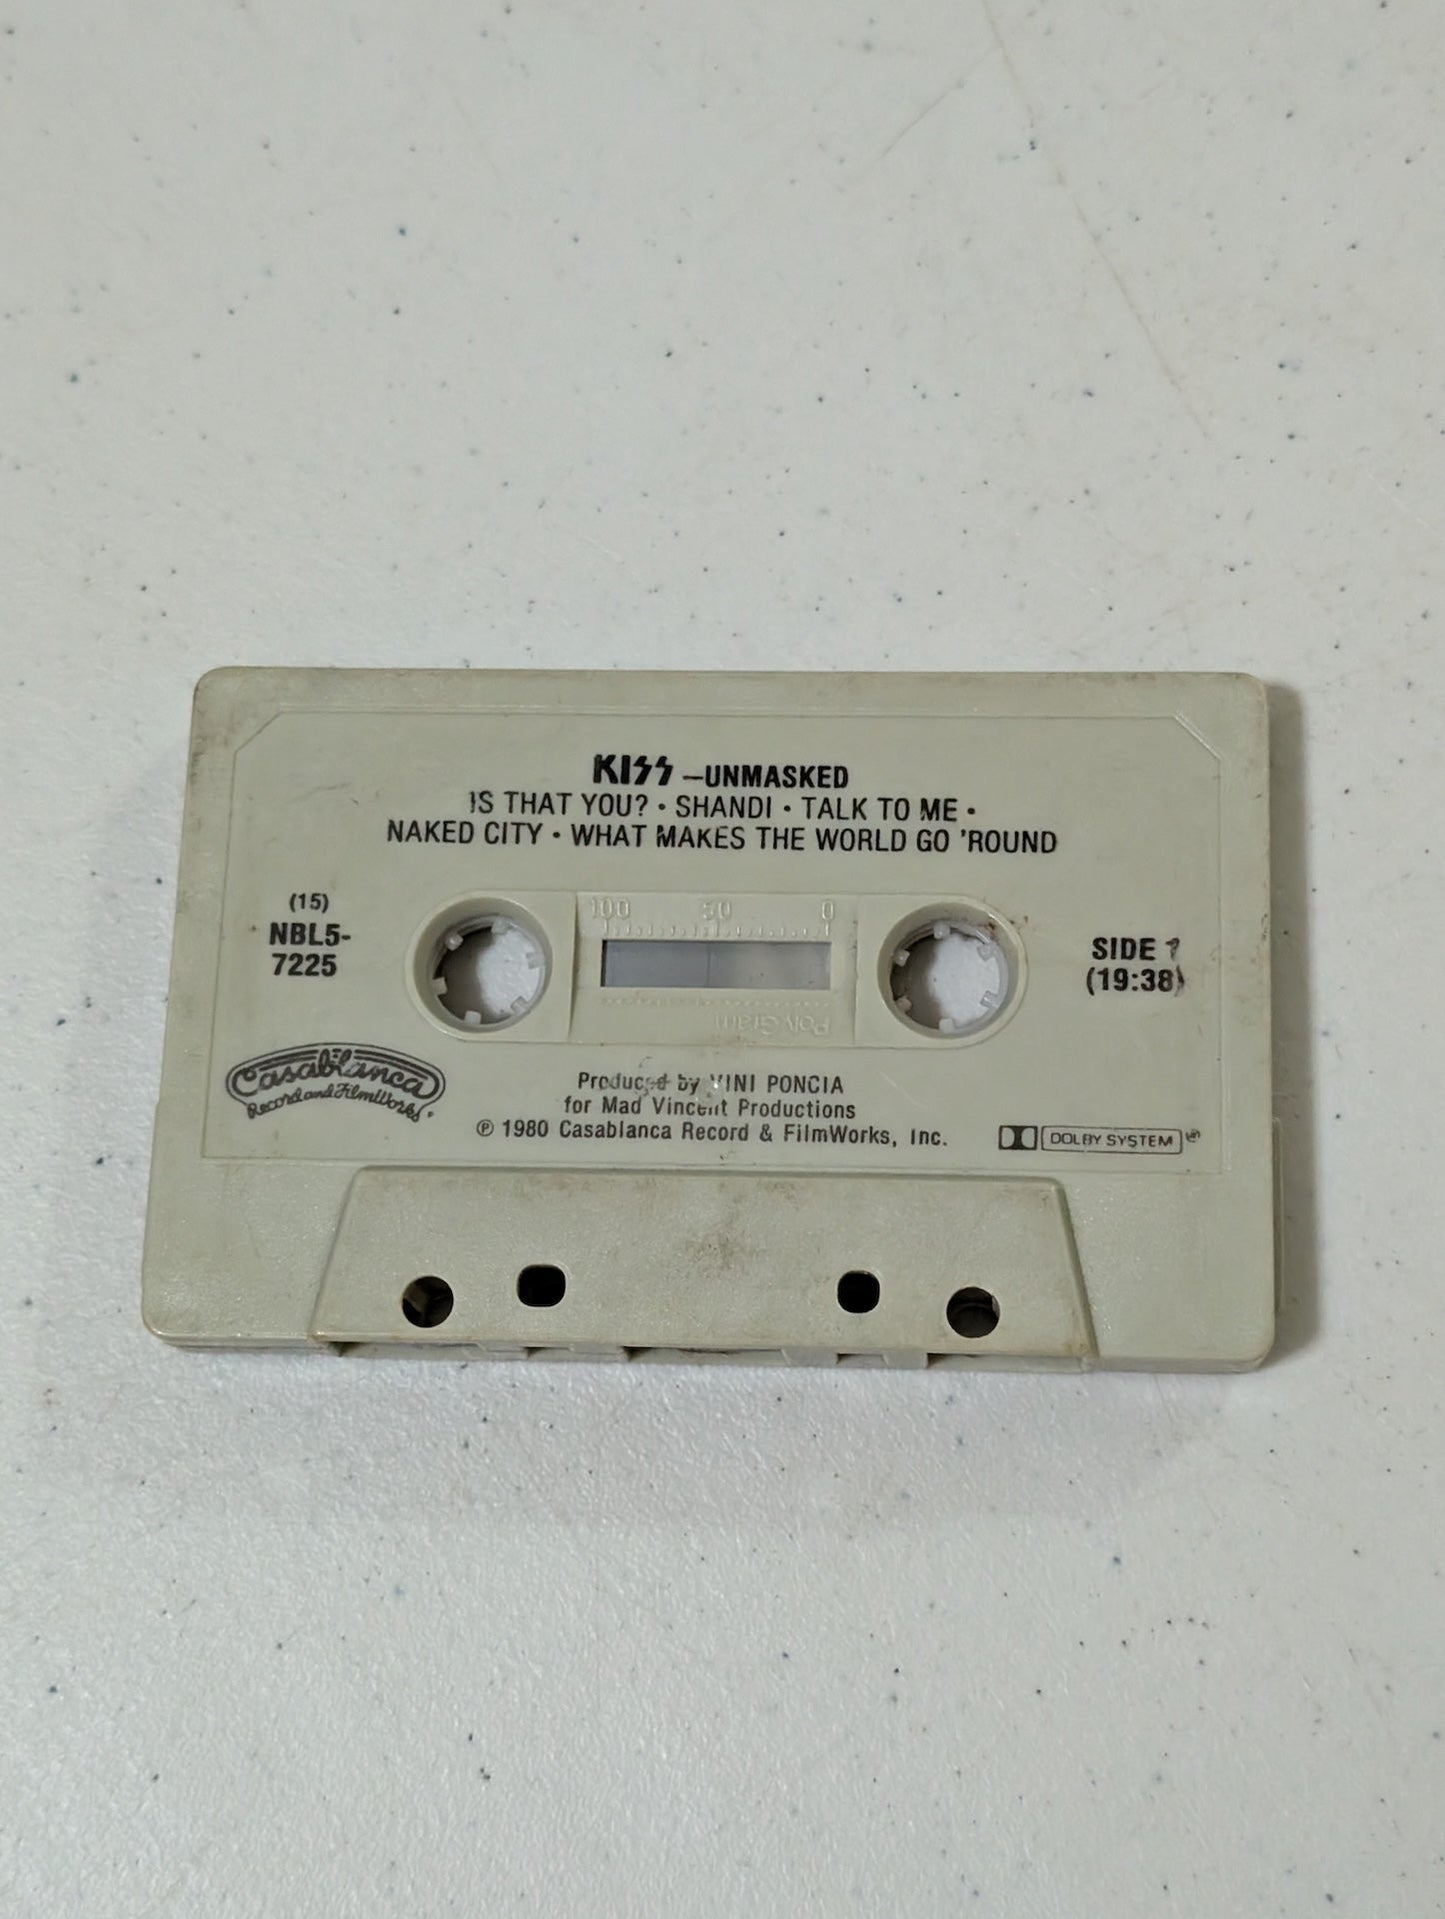 KISS –UNMASKED
IS THAT YOU? • SHANDI • TALK TO ME •
NAKED CITY • WHAT MAKES THE WORLD GO 'ROUND
(15)
NBL5-
7225
100 50 0
PolyGram
SIDE 1
(19:38)
Casablanca
Record and FilmWorks
Produced by VINI PONCIA
for Mad Vincent Productions
℗ 1980 Casablanca Record & FilmWorks, Inc.
DOLBY SYSTEM